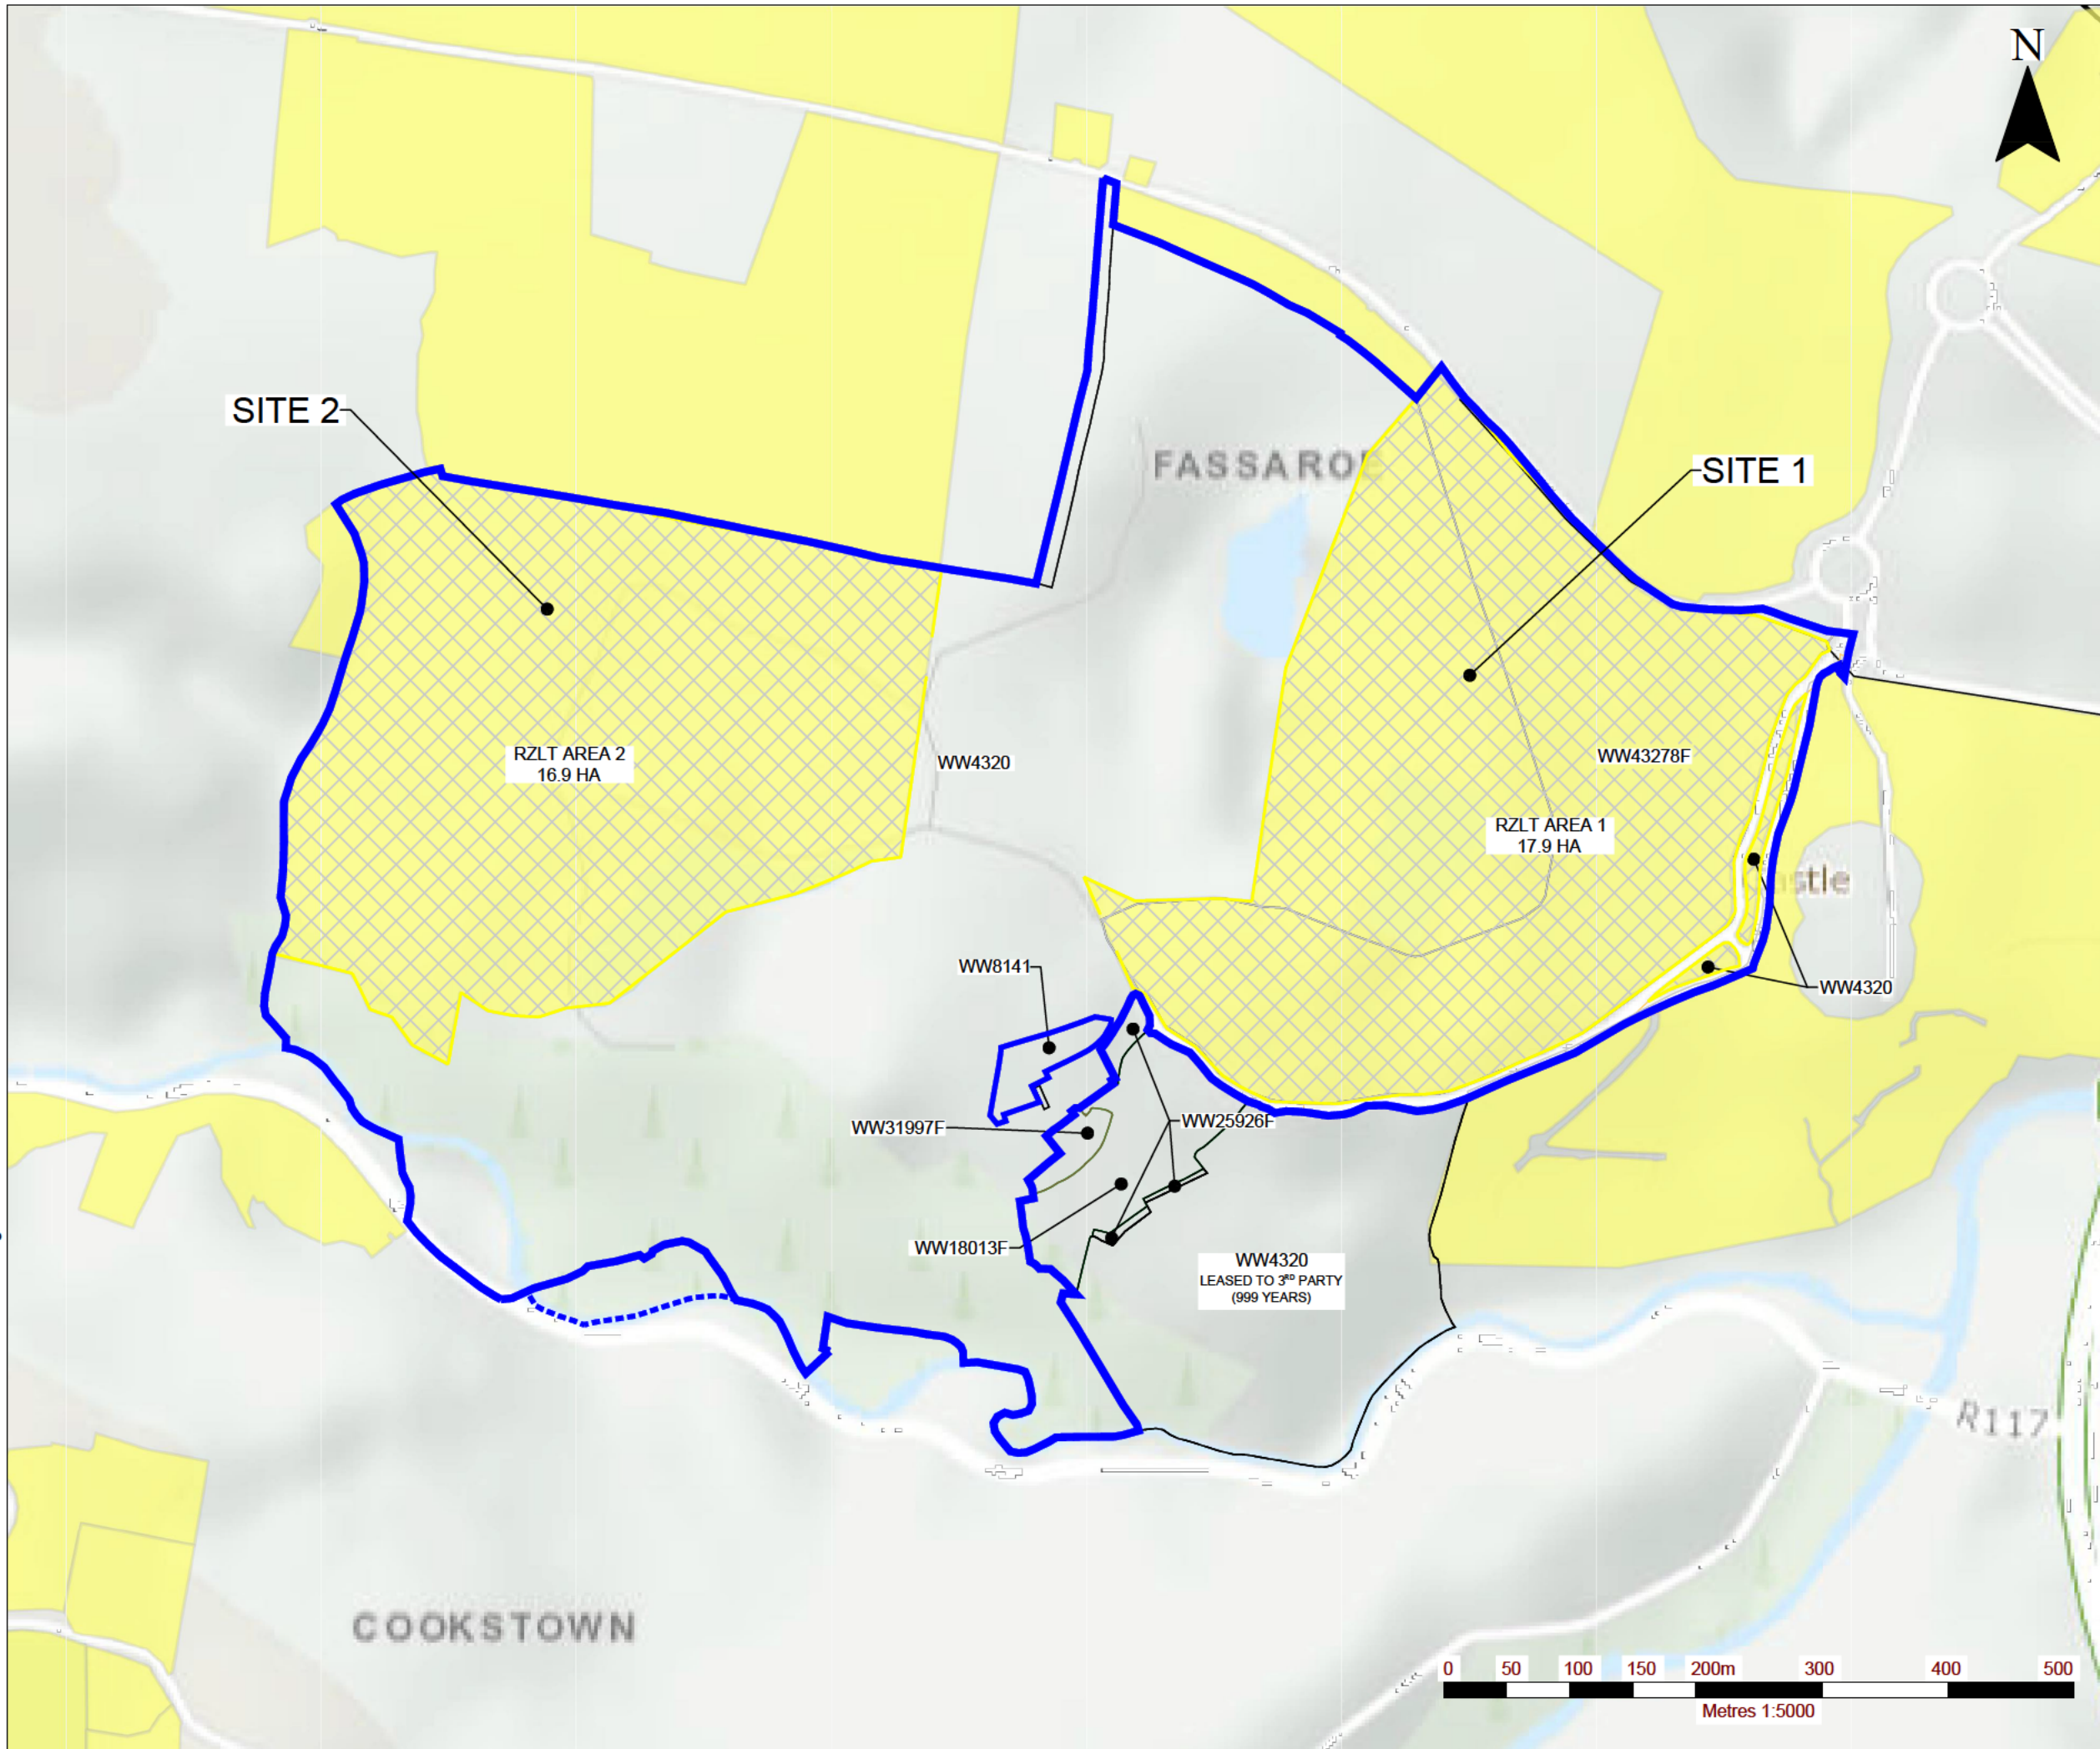 N
SITE 2
FASSAROE
SITE 1
RZLT AREA 2
16.9 HA
WW4320
WW43278F
RZLT AREA 1
17.9 HA
astle
WW8141
WW4320
WW31997F
WW25926F
WW18013F
WW4320
LEASED TO 3RD PARTY
(999 YEARS)
R117
COOKSTOWN
0 50 100 150 200m 300 400 500
Metres 1:5000